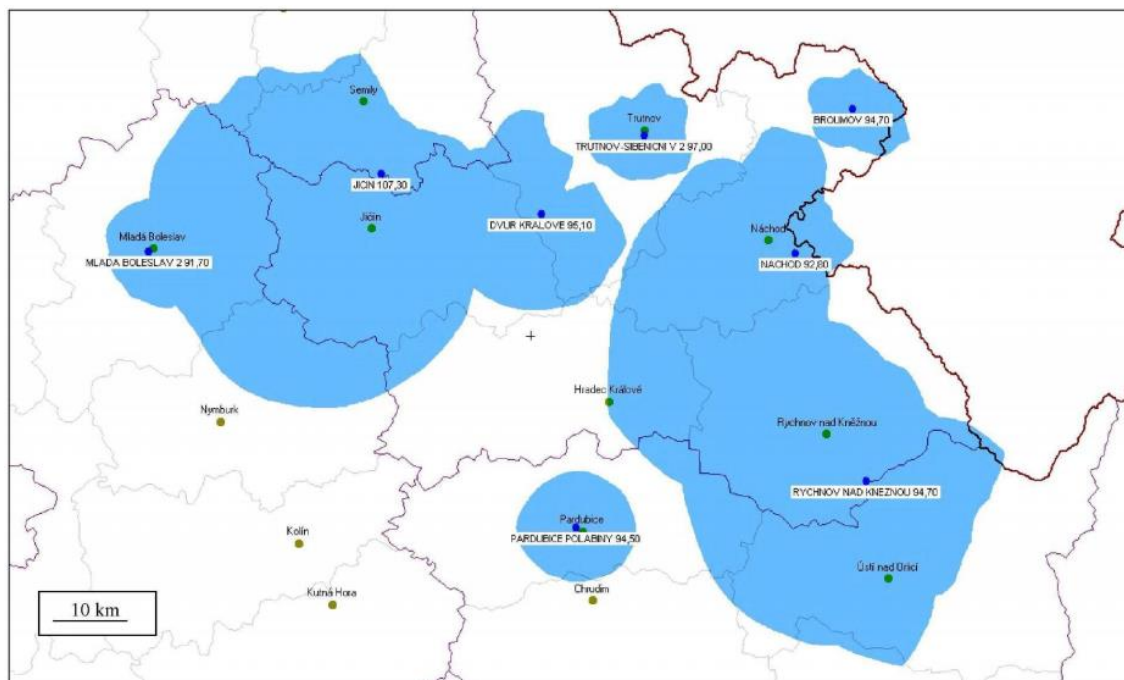 Semily
Trutnov
BROUMOV 94,70
TRUTNOV-SIBENICNI V 2 97,00
JICIN 107,30
Jičín
DVUR KRALOVE 95,10
Mladá Boleslav
MLADA BOLESLAV 2 91,70
Náchod
NACHOD 92,80
Hradec Králové
Nymburk
Rychnov nad Kněžnou
RYCHNOV NAD KNEZNOU 94,70
Pardubice
PARDUBICE POLABINY 94,50
Kolín
Ústí nad Orlicí
Kutná Hora
Chrudim
10 km